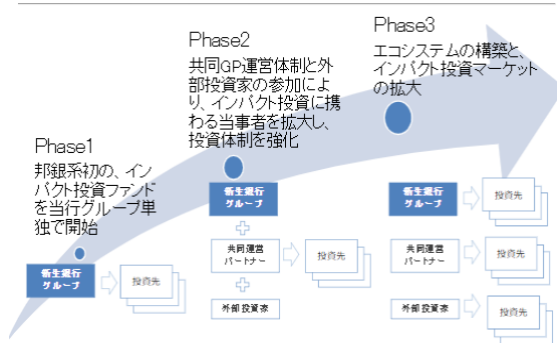 Phase1
邦銀系初の、イン
パクト投資ファンド
を当行グループ単
独で開始
新生銀行
グループ
投資先
Phase2
共同GP運営体制と外
部投資家の参加によ
り、インパクト投資に携
わる当事者を拡大し、
投資体制を強化
新生銀行
グループ
共同運営
パートナー
外部投資家
投資先
Phase3
エコシステムの構築と、
インパクト投資マーケット
の拡大
新生銀行
グループ
投資先
共同運営
パートナー
投資先
外部投資家
投資先